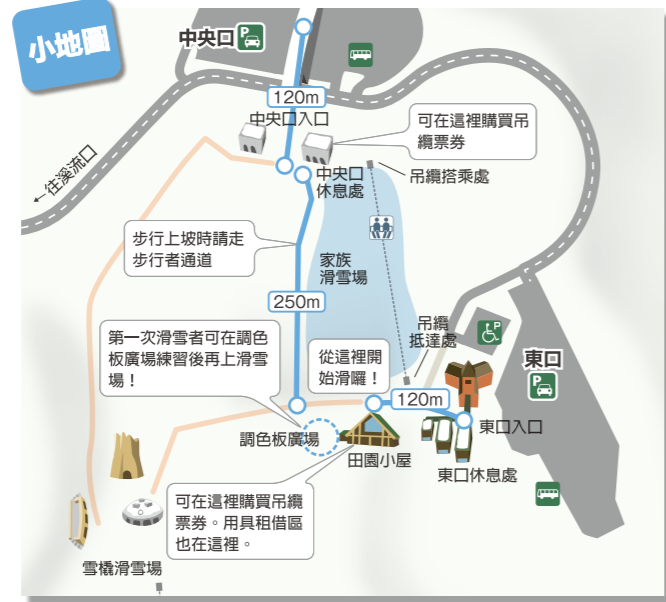 小地圖
中央口
P
120m
中央口入口
可在這裡購買吊
纜票券
←往溪流口
中央口
休息處
吊纜搭乘處
步行上坡時請走
步行者通道
家族
滑雪場
250m
第一次滑雪者可在調色
板廣場練習後再上滑雪
場！
從這裡開
始滑囉！
吊纜
抵達處
P
東口
P
120m
東口入口
調色板廣場
田園小屋
東口休息處
可在這裡購買吊纜
票券。用具租借區
也在這裡。
雪橇滑雪場